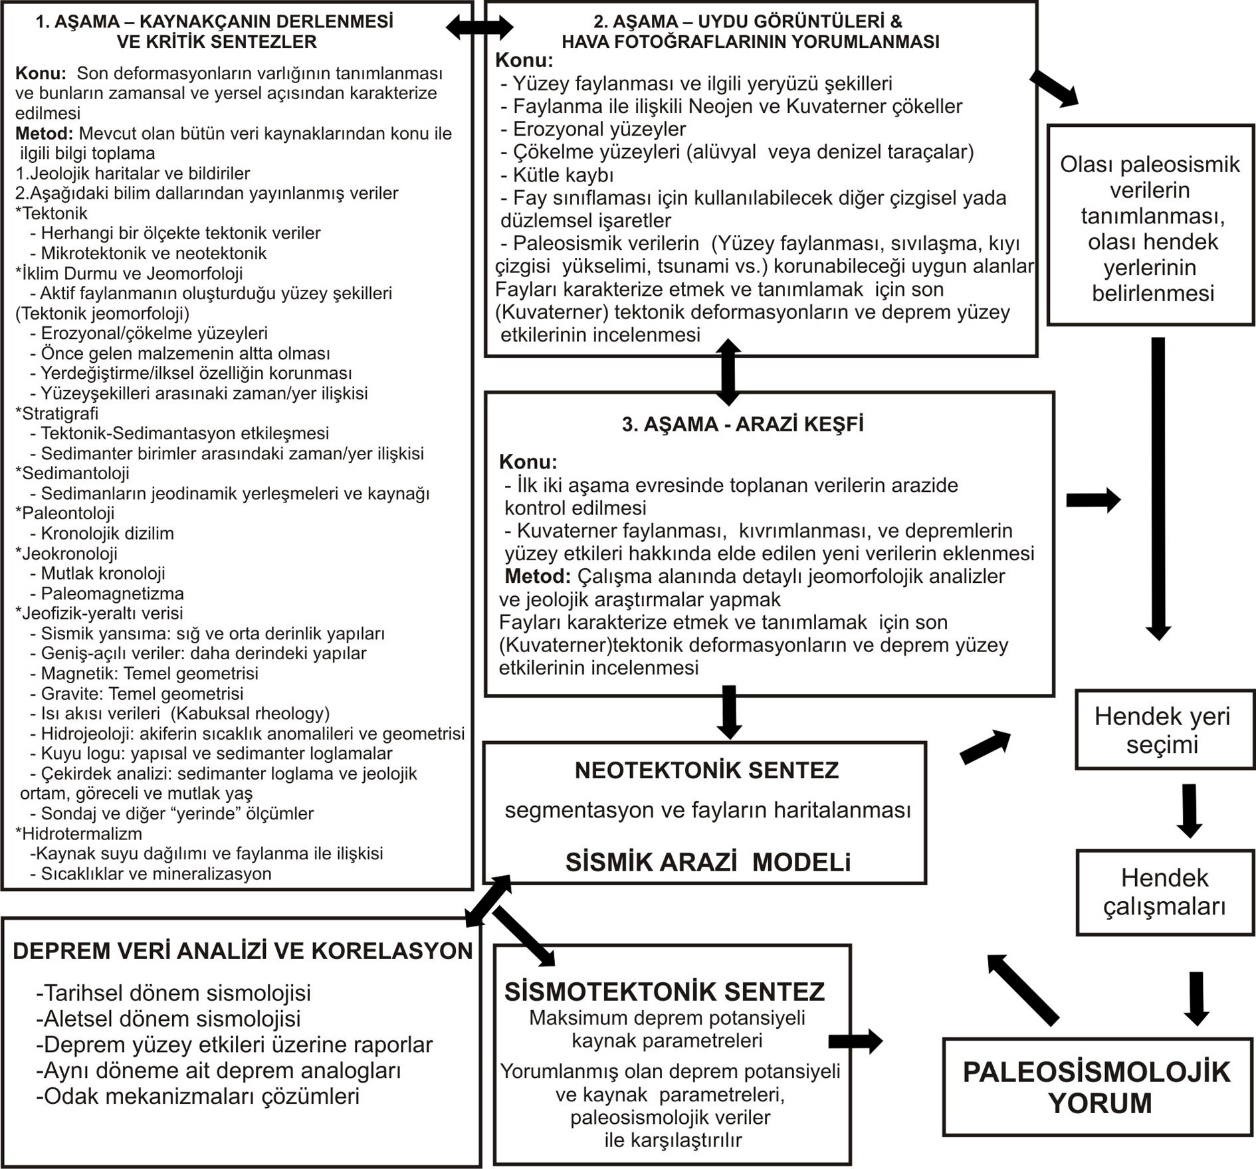 1. AŞAMA – KAYNAKÇANIN DERLENMESİ
VE KRİTİK SENTEZLER
Konu: Son deformasyonların varlığının tanımlanması
ve bunların zamansal ve yersel açısından karakterize
edilmesi
Metod: Mevcut olan bütün veri kaynaklarından konu ile
ilgili bilgi toplama
1.Jeolojik haritalar ve bildiriler
2.Aşağıdaki bilim dallarından yayınlanmış veriler
*Tektonik
- Herhangi bir ölçekte tektonik veriler
- Mikrotektonik ve neotektonik
*İklim Durmu ve Jeomorfoloji
- Aktif faylanmanın oluşturduğu yüzey şekilleri
(Tektonik jeomorfoloji)
- Erozyonal/çökelme yüzeyleri
- Önce gelen malzemenin altta olması
- Yerdeğiştirme/ilksel özelliğin korunması
- Yüzeyşekilleri arasınaki zaman/yer ilişkisi
*Stratigrafi
- Tektonik-Sedimantasyon etkileşmesi
- Sedimanter birimler arasındaki zaman/yer ilişkisi
*Sedimantoloji
- Sedimanların jeodinamik yerleşmeleri ve kaynağı
*Paleontoloji
- Kronolojik dizilim
*Jeokronoloji
- Mutlak kronoloji
- Paleomagnetizma
*Jeofizik-yeraltı verisi
- Sismik yansıma: sığ ve orta derinlik yapıları
- Geniş-açılı veriler: daha derindeki yapılar
- Magnetik: Temel geometrisi
- Gravite: Temel geometrisi
- Isı akısı verileri (Kabuksal rheology)
- Hidrojeoloji: akiferin sıcaklık anomalileri ve geometrisi
- Kuyu logu: yapısal ve sedimanter loglamalar
- Çekirdek analizi: sedimanter loglama ve jeolojik
ortam, göreceli ve mutlak yaş
- Sondaj ve diğer “yerinde” ölçümler
*Hidrotermalizm
-Kaynak suyu dağılımı ve faylanma ile ilişkisi
- Sıcaklıklar ve mineralizasyon
2. AŞAMA – UYDU GÖRÜNTÜLERİ &
HAVA FOTOĞRAFLARININ YORUMLANMASI
Konu:
- Yüzey faylanması ve ilgili yeryüzü şekilleri
- Faylanma ile ilişkili Neojen ve Kuvaterner çökeller
- Erozyonal yüzeyler
- Çökelme yüzeyleri (alüvyal veya denizel taraçalar)
- Kütle kaybı
- Fay sınıflaması için kullanılabilecek diğer çizgisel yada
düzlemsel işaretler
- Paleosismik verilerin (Yüzey faylanması, sıvılaşma, kıyı
çizgisi yükselimi, tsunami vs.) korunabileceği uygun alanlar
Fayları karakterize etmek ve tanımlamak için son
(Kuvaterner) tektonik deformasyonların ve deprem yüzey
etkilerinin incelenmesi
Olası paleosismik
verilerin
tanımlanması,
olası hendek
yerlerinin
belirlenmesi
3. AŞAMA - ARAZİ KEŞFİ
Konu:
- İlk iki aşama evresinde toplanan verilerin arazide
kontrol edilmesi
- Kuvaterner faylanması, kıvrımlanması, ve depremlerin
yüzey etkileri hakkında elde edilen yeni verilerin eklenmesi
Metod: Çalışma alanında detaylı jeomorfolojik analizler
ve jeolojik araştırmalar yapmak
Fayları karakterize etmek ve tanımlamak için son
(Kuvaterner)tektonik deformasyonların ve deprem yüzey
etkilerinin incelenmesi
NEOTEKTONİK SENTEZ
segmentasyon ve fayların haritalanması
SİSMİK ARAZİ MODELi
Hendek yeri
seçimi
Hendek
çalışmaları
DEPREM VERİ ANALİZİ VE KORELASYON
-Tarihsel dönem sismolojisi
-Aletsel dönem sismolojisi
-Deprem yüzey etkileri üzerine raporlar
-Aynı döneme ait deprem analogları
-Odak mekanizmaları çözümleri
SİSMOTEKTONİK SENTEZ
Maksimum deprem potansiyeli
kaynak parametreleri
Yorumlanmış olan deprem potansiyeli
ve kaynak parametreleri,
paleosismolojik veriler
ile karşılaştırılır
PALEOSİSMOLOJİK
YORUM